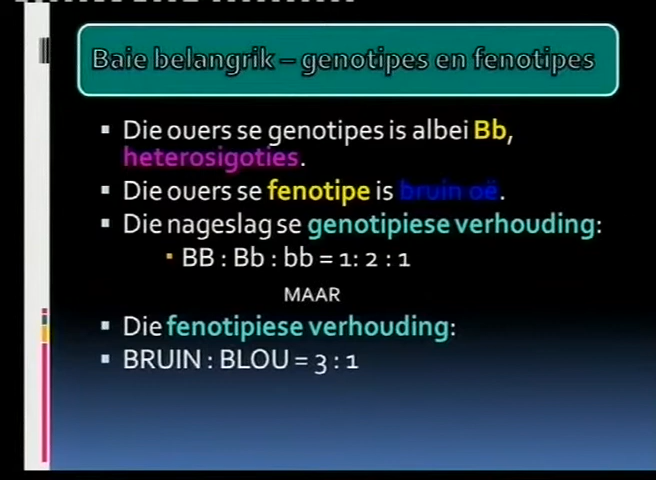 Baie belangrik – genotipes en fenotipes
▪ Die ouers se genotipes is albei Bb,
heterosigoties.
▪ Die ouers se fenotipe is bruin oë.
▪ Die nageslag se genotipiese verhouding:
▪ BB : Bb : bb = 1: 2 : 1
MAAR
▪ Die fenotipiese verhouding:
▪ BRUIN : BLOU = 3 : 1